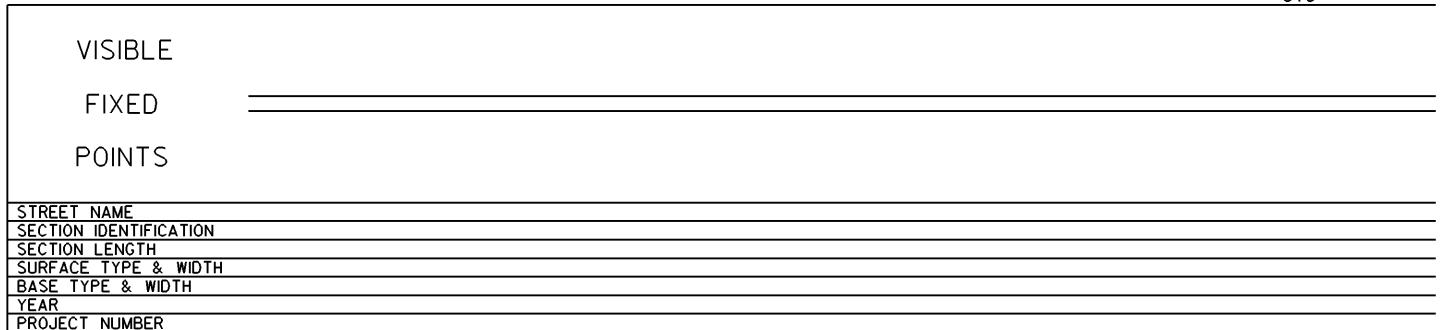 VISIBLE
FIXED
POINTS
STREET NAME
SECTION IDENTIFICATION
SECTION LENGTH
SURFACE TYPE & WIDTH
BASE TYPE & WIDTH
YEAR
PROJECT NUMBER